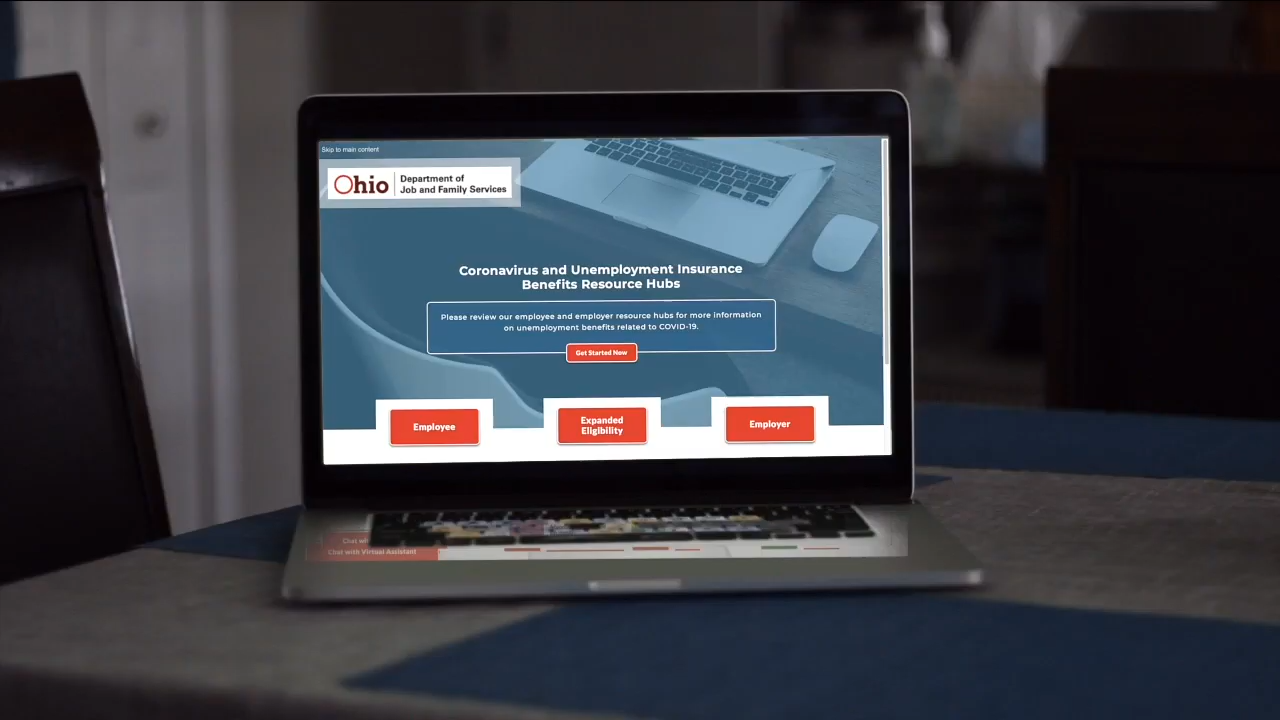 Skip to main content
Ohio
Department of
Job and Family Services
Coronavirus and Unemployment Insurance
Benefits Resource Hubs
Please review our employee and employer resource hubs for more information
on unemployment benefits related to COVID-19.
Get Started Now
Employee
Expanded
Eligibility
Employer
Chat wi
Chat with Virtual Assistant